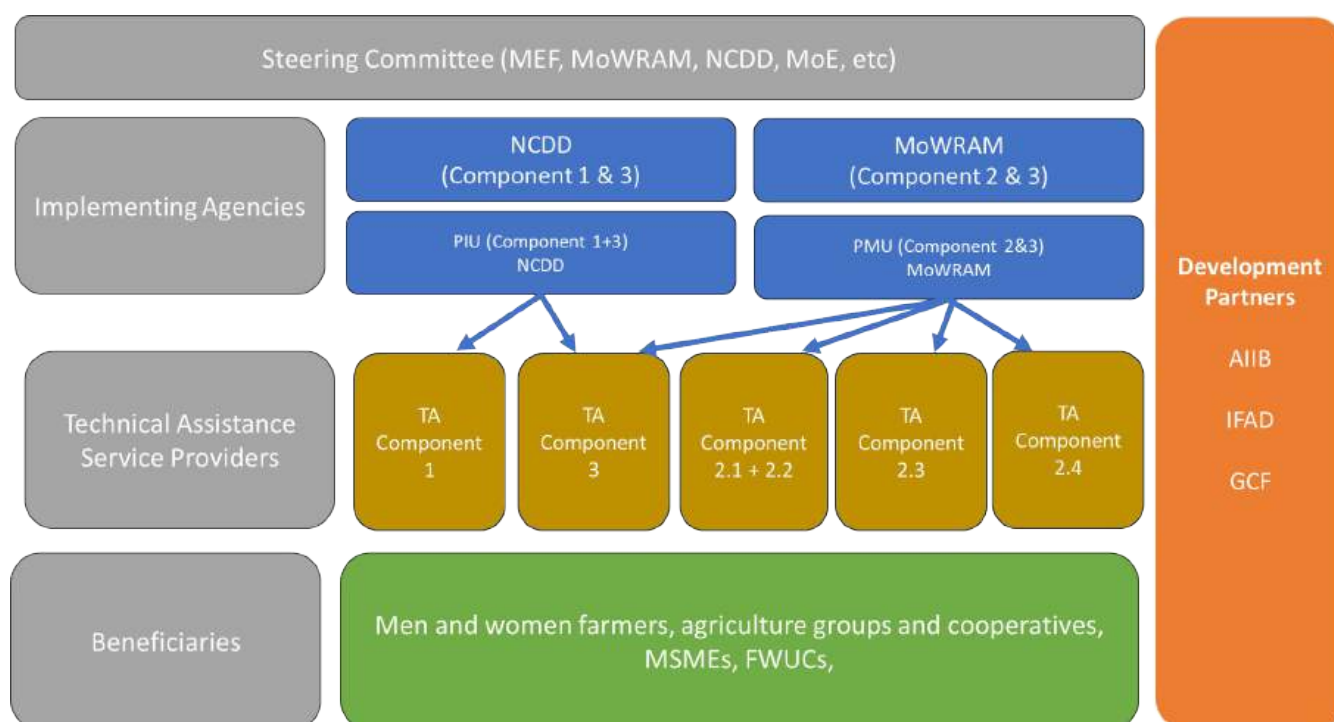 Steering Committee (MEF, MoWRAM, NCDD, MoE, etc)
Implementing Agencies
NCDD
(Component 1 & 3)
MoWRAM
(Component 2 & 3)
PIU (Component 1+3)
NCDD
PMU (Component 2&3)
MoWRAM
Technical Assistance
Service Providers
TA
Component
1
TA
Component
3
TA
Component
2.1 + 2.2
TA
Component
2.3
TA
Component
2.4
Beneficiaries
Men and women farmers, agriculture groups and cooperatives,
MSMEs, FWUCs,
Development
Partners
AIIB
IFAD
GCF